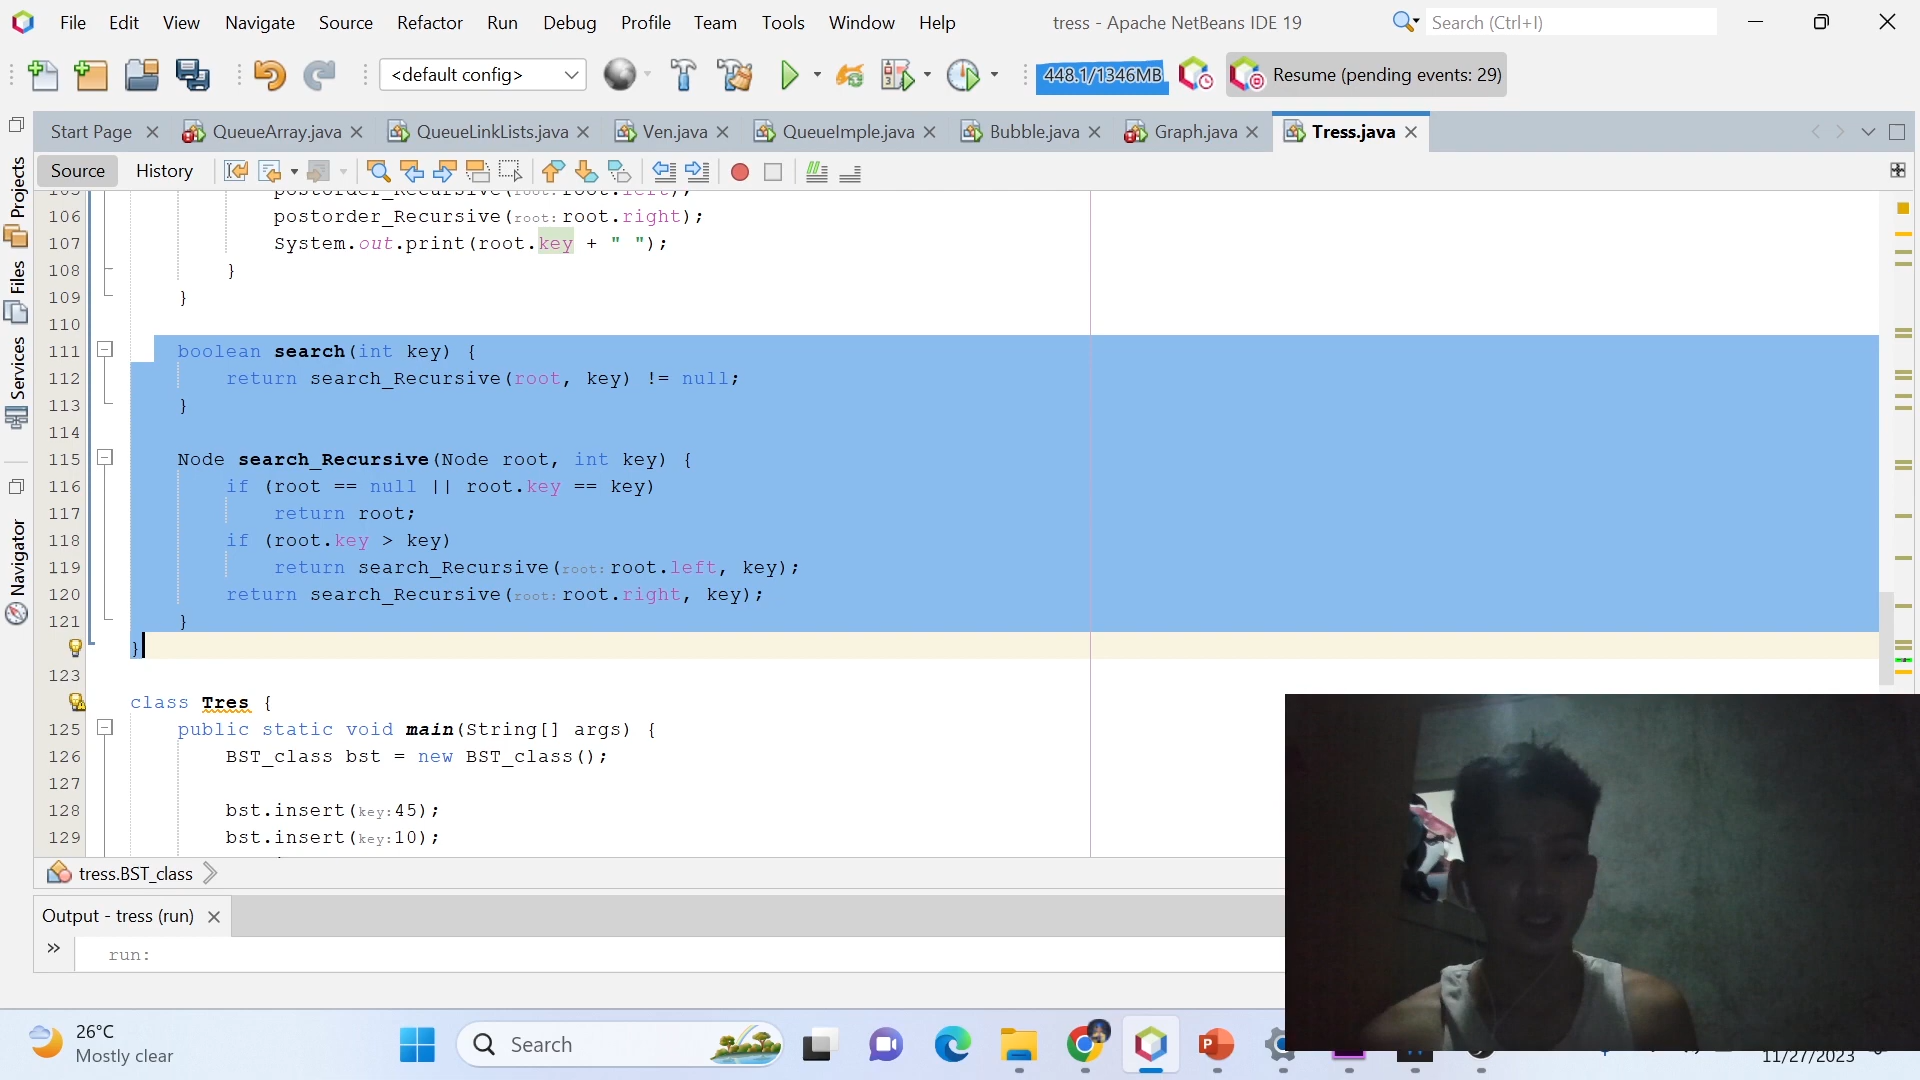 File Edit View Navigate Source Refactor Run Debug Profile Team Tools Window Help
tress - Apache NetBeans IDE 19
Search (Ctrl+I)
<default config>
448.1/1346MB
Resume (pending events: 29)
Start Page
QueueArray.java
QueueLinkLists.java
Ven.java
QueueImple.java
Bubble.java
Graph.java
Tress.java
Source
History
Projects
Files
Services
Navigator
105 postorder_Recursive(root: root.left);
106 postorder_Recursive(root: root.right);
107 System.out.print(root.key + " ");
108 }
109 }
110
111 boolean search(int key) {
112 return search_Recursive(root, key) != null;
113 }
114
115 Node search_Recursive(Node root, int key) {
116 if (root == null || root.key == key)
117 return root;
118 if (root.key > key)
119 return search_Recursive(root: root.left, key);
120 return search_Recursive(root: root.right, key);
121 }
}
123
class Tres {
125 public static void main(String[] args) {
126 BST_class bst = new BST_class();
127
128 bst.insert(key: 45);
129 bst.insert(key: 10);
tress.BST_class
Output - tress (run)
run:
26°C
Mostly clear
Search
11/27/2023